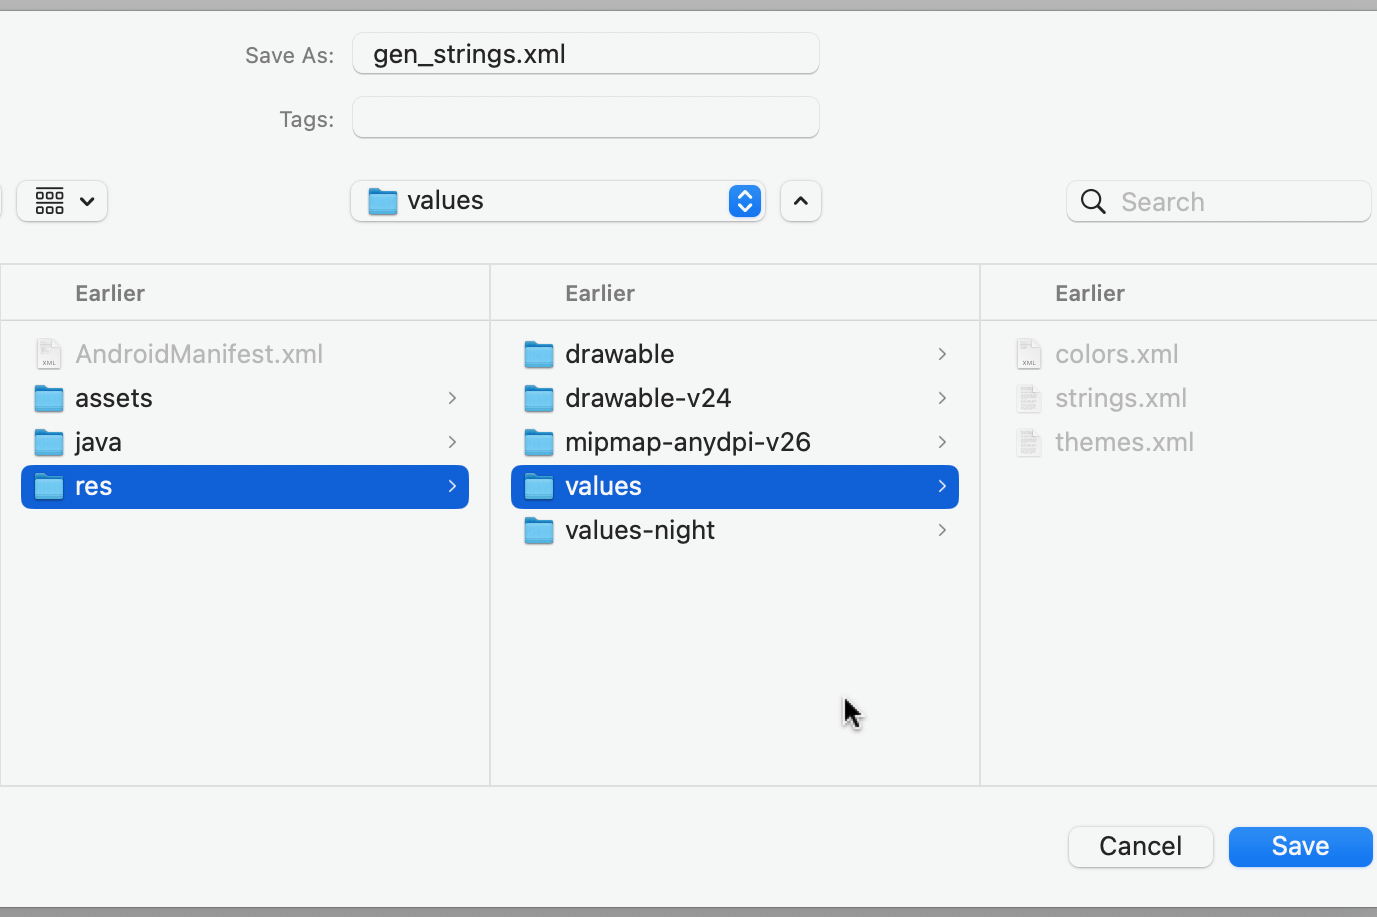 Save As: gen_strings.xml
Tags:
values
Search
Earlier
AndroidManifest.xml
assets
java
res
Earlier
drawable
drawable-v24
mipmap-anydpi-v26
values
values-night
Earlier
colors.xml
strings.xml
themes.xml
Cancel
Save